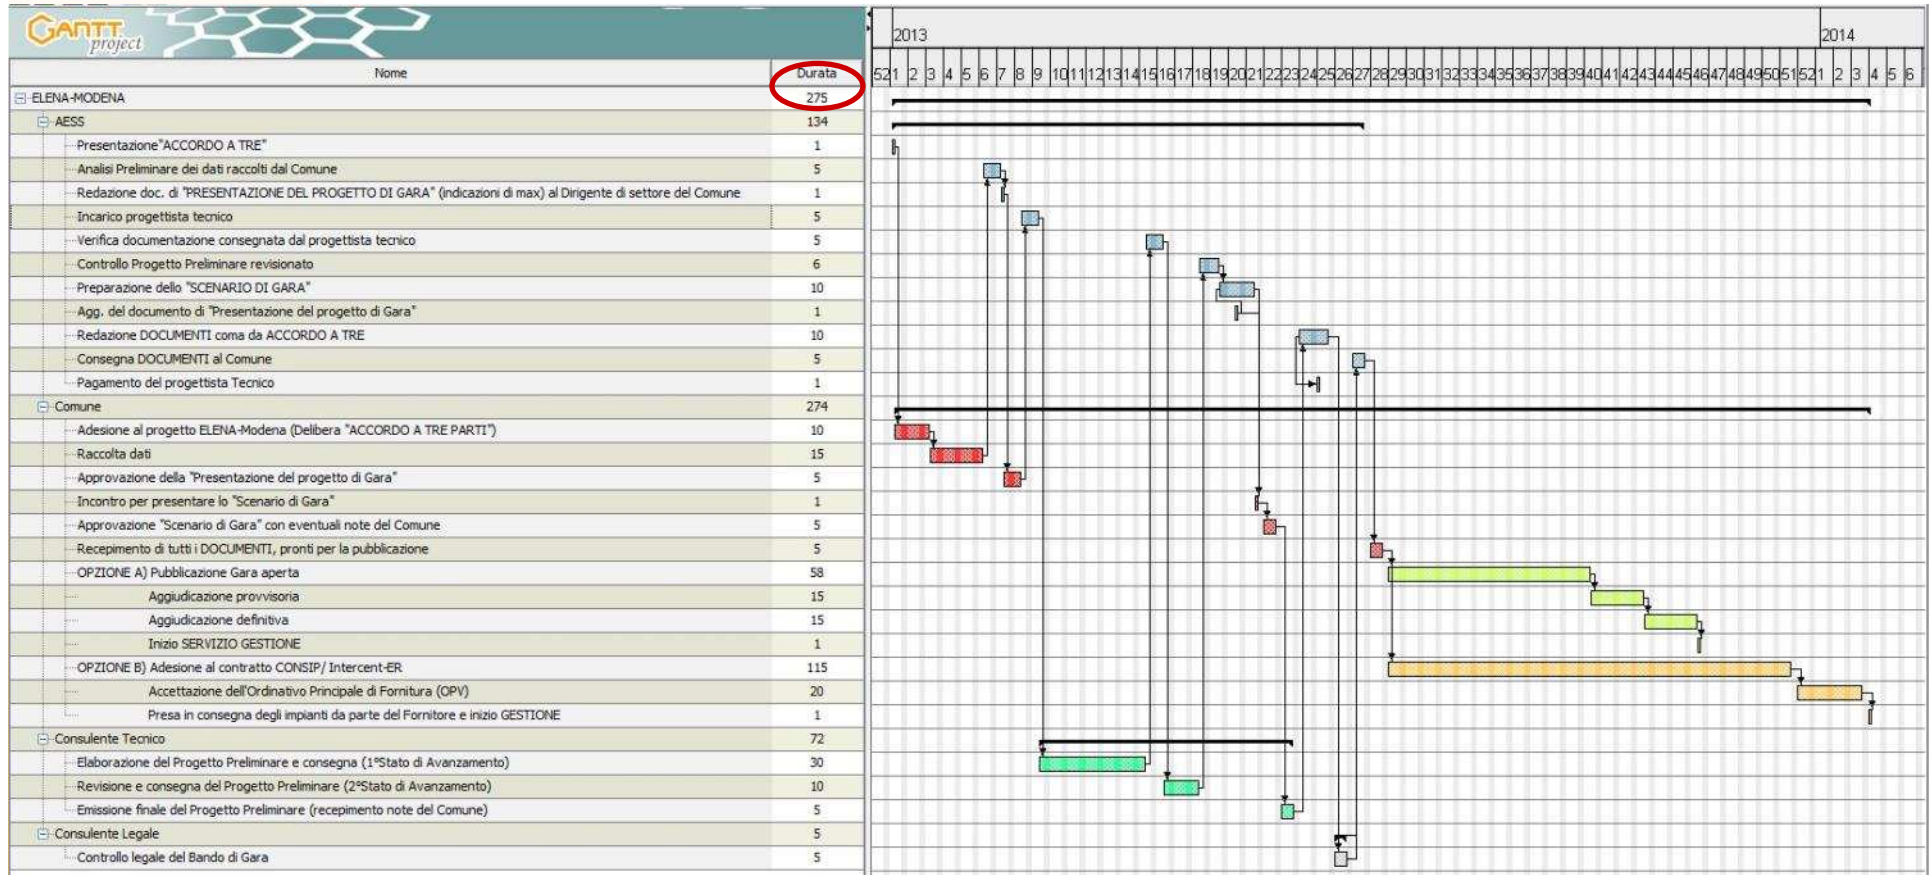 GANTT
project
2013 2014
Nome Durata 52 1 2 3 4 5 6 7 8 9 10 11 12 13 14 15 16 17 18 19 20 21 22 23 24 25 26 27 28 29 30 31 32 33 34 35 36 37 38 39 40 41 42 43 44 45 46 47 48 49 50 51 52 1 2 3 4 5 6
ELENA-MODENA 275
AESS 134
Presentazione"ACCORDO A TRE" 1
Analisi Preliminare dei dati raccolti dal Comune 5
Redazione doc. di "PRESENTAZIONE DEL PROGETTO DI GARA" (indicazioni di max) al Dirigente di settore del Comune 1
Incarico progettista tecnico 5
Verifica documentazione consegnata dal progettista tecnico 5
Controllo Progetto Preliminare revisionato 6
Preparazione dello "SCENARIO DI GARA" 10
Agg. del documento di "Presentazione del progetto di Gara" 1
Redazione DOCUMENTI coma da ACCORDO A TRE 10
Consegna DOCUMENTI al Comune 5
Pagamento del progettista Tecnico 1
Comune 274
Adesione al progetto ELENA-Modena (Delibera "ACCORDO A TRE PARTI") 10
Raccolta dati 15
Approvazione della "Presentazione del progetto di Gara" 5
Incontro per presentare lo "Scenario di Gara" 1
Approvazione "Scenario di Gara" con eventuali note del Comune 5
Recepimento di tutti i DOCUMENTI, pronti per la pubblicazione 5
OPZIONE A) Pubblicazione Gara aperta 58
Aggiudicazione provvisoria 15
Aggiudicazione definitiva 15
Inizio SERVIZIO GESTIONE 1
OPZIONE B) Adesione al contratto CONSIP/ Intercent-ER 115
Accettazione dell'Ordinativo Principale di Fornitura (OPV) 20
Presa in consegna degli impianti da parte del Fornitore e inizio GESTIONE 1
Consulente Tecnico 72
Elaborazione del Progetto Preliminare e consegna (1°Stato di Avanzamento) 30
Revisione e consegna del Progetto Preliminare (2°Stato di Avanzamento) 10
Emissione finale del Progetto Preliminare (recepimento note del Comune) 5
Consulente Legale 5
Controllo legale del Bando di Gara 5